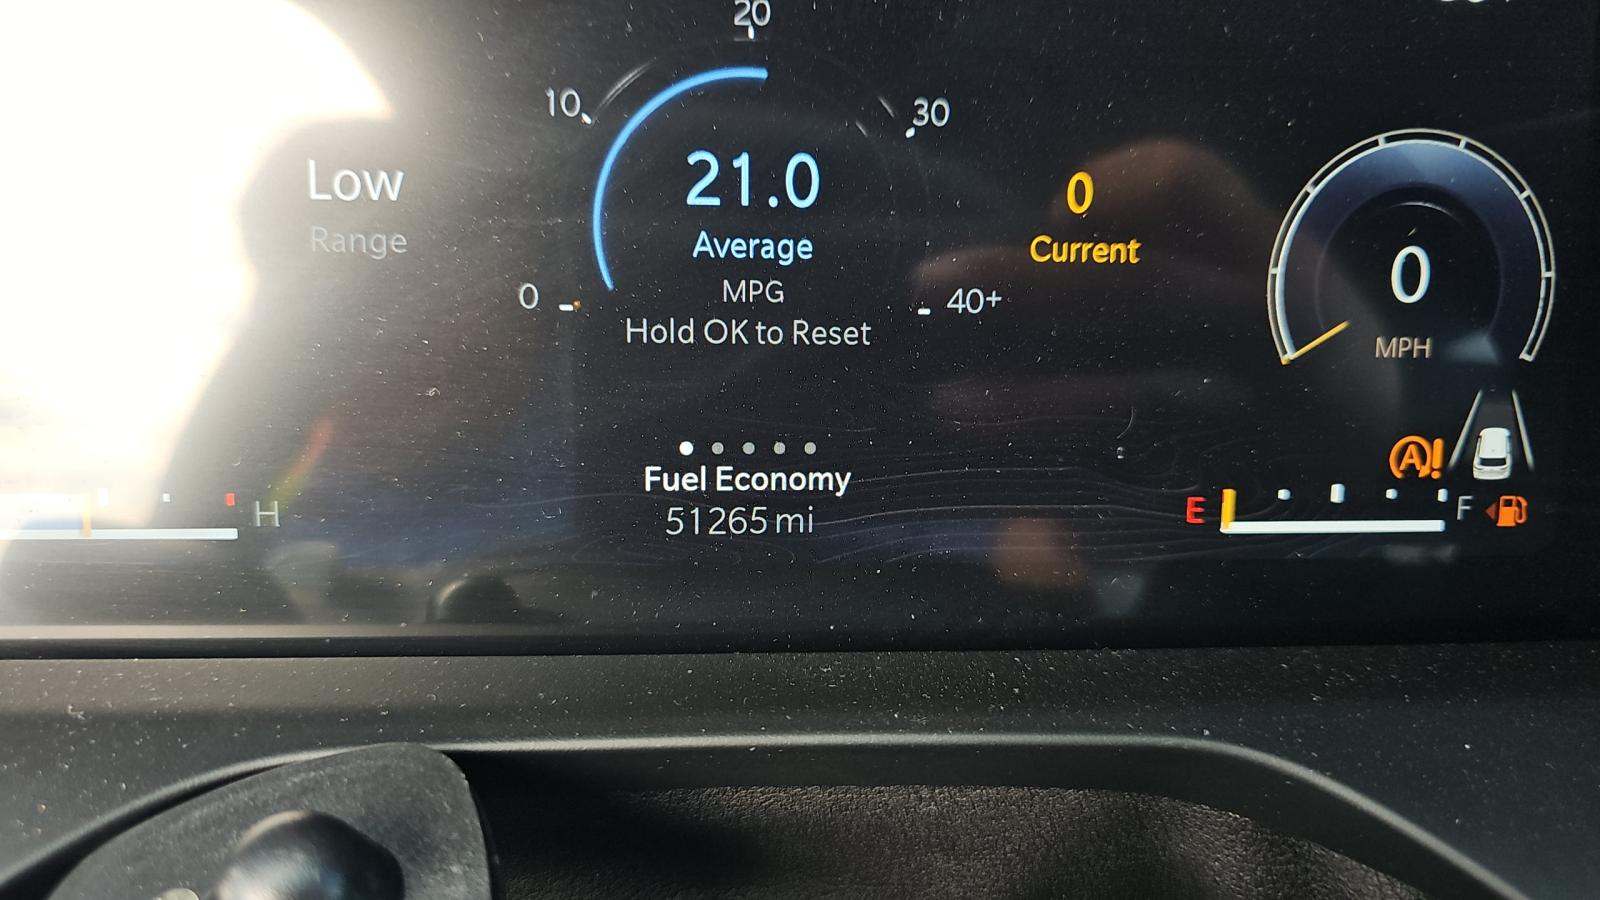 20
10
30
Low
Range
21.0
Average
MPG
Hold OK to Reset
0
40+
0
Current
0
MPH
Fuel Economy
51265 mi
H
A!
E
F